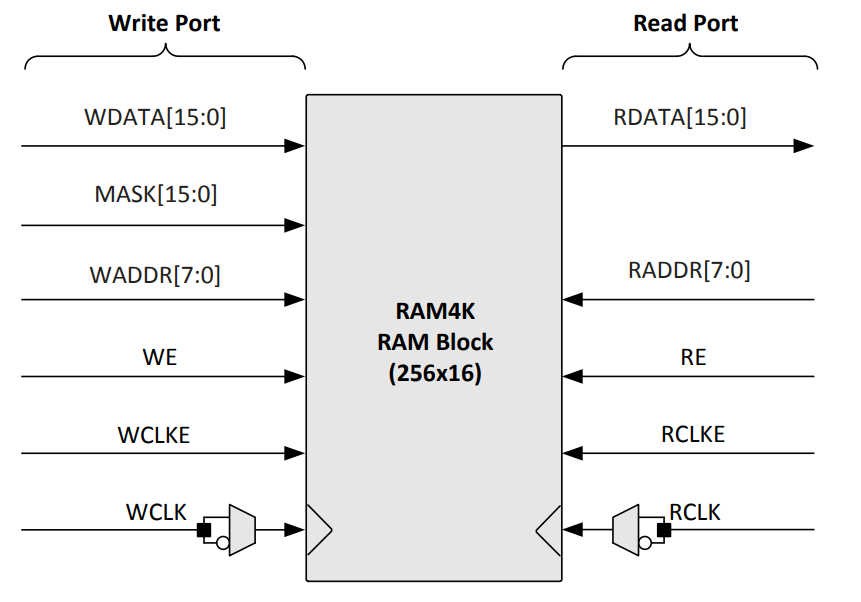 Write Port
Read Port
WDATA[15:0]
RDATA[15:0]
MASK[15:0]
WADDR[7:0]
RADDR[7:0]
RAM4K
RAM Block
(256x16)
WE
RE
WCLKE
RCLKE
WCLK
RCLK